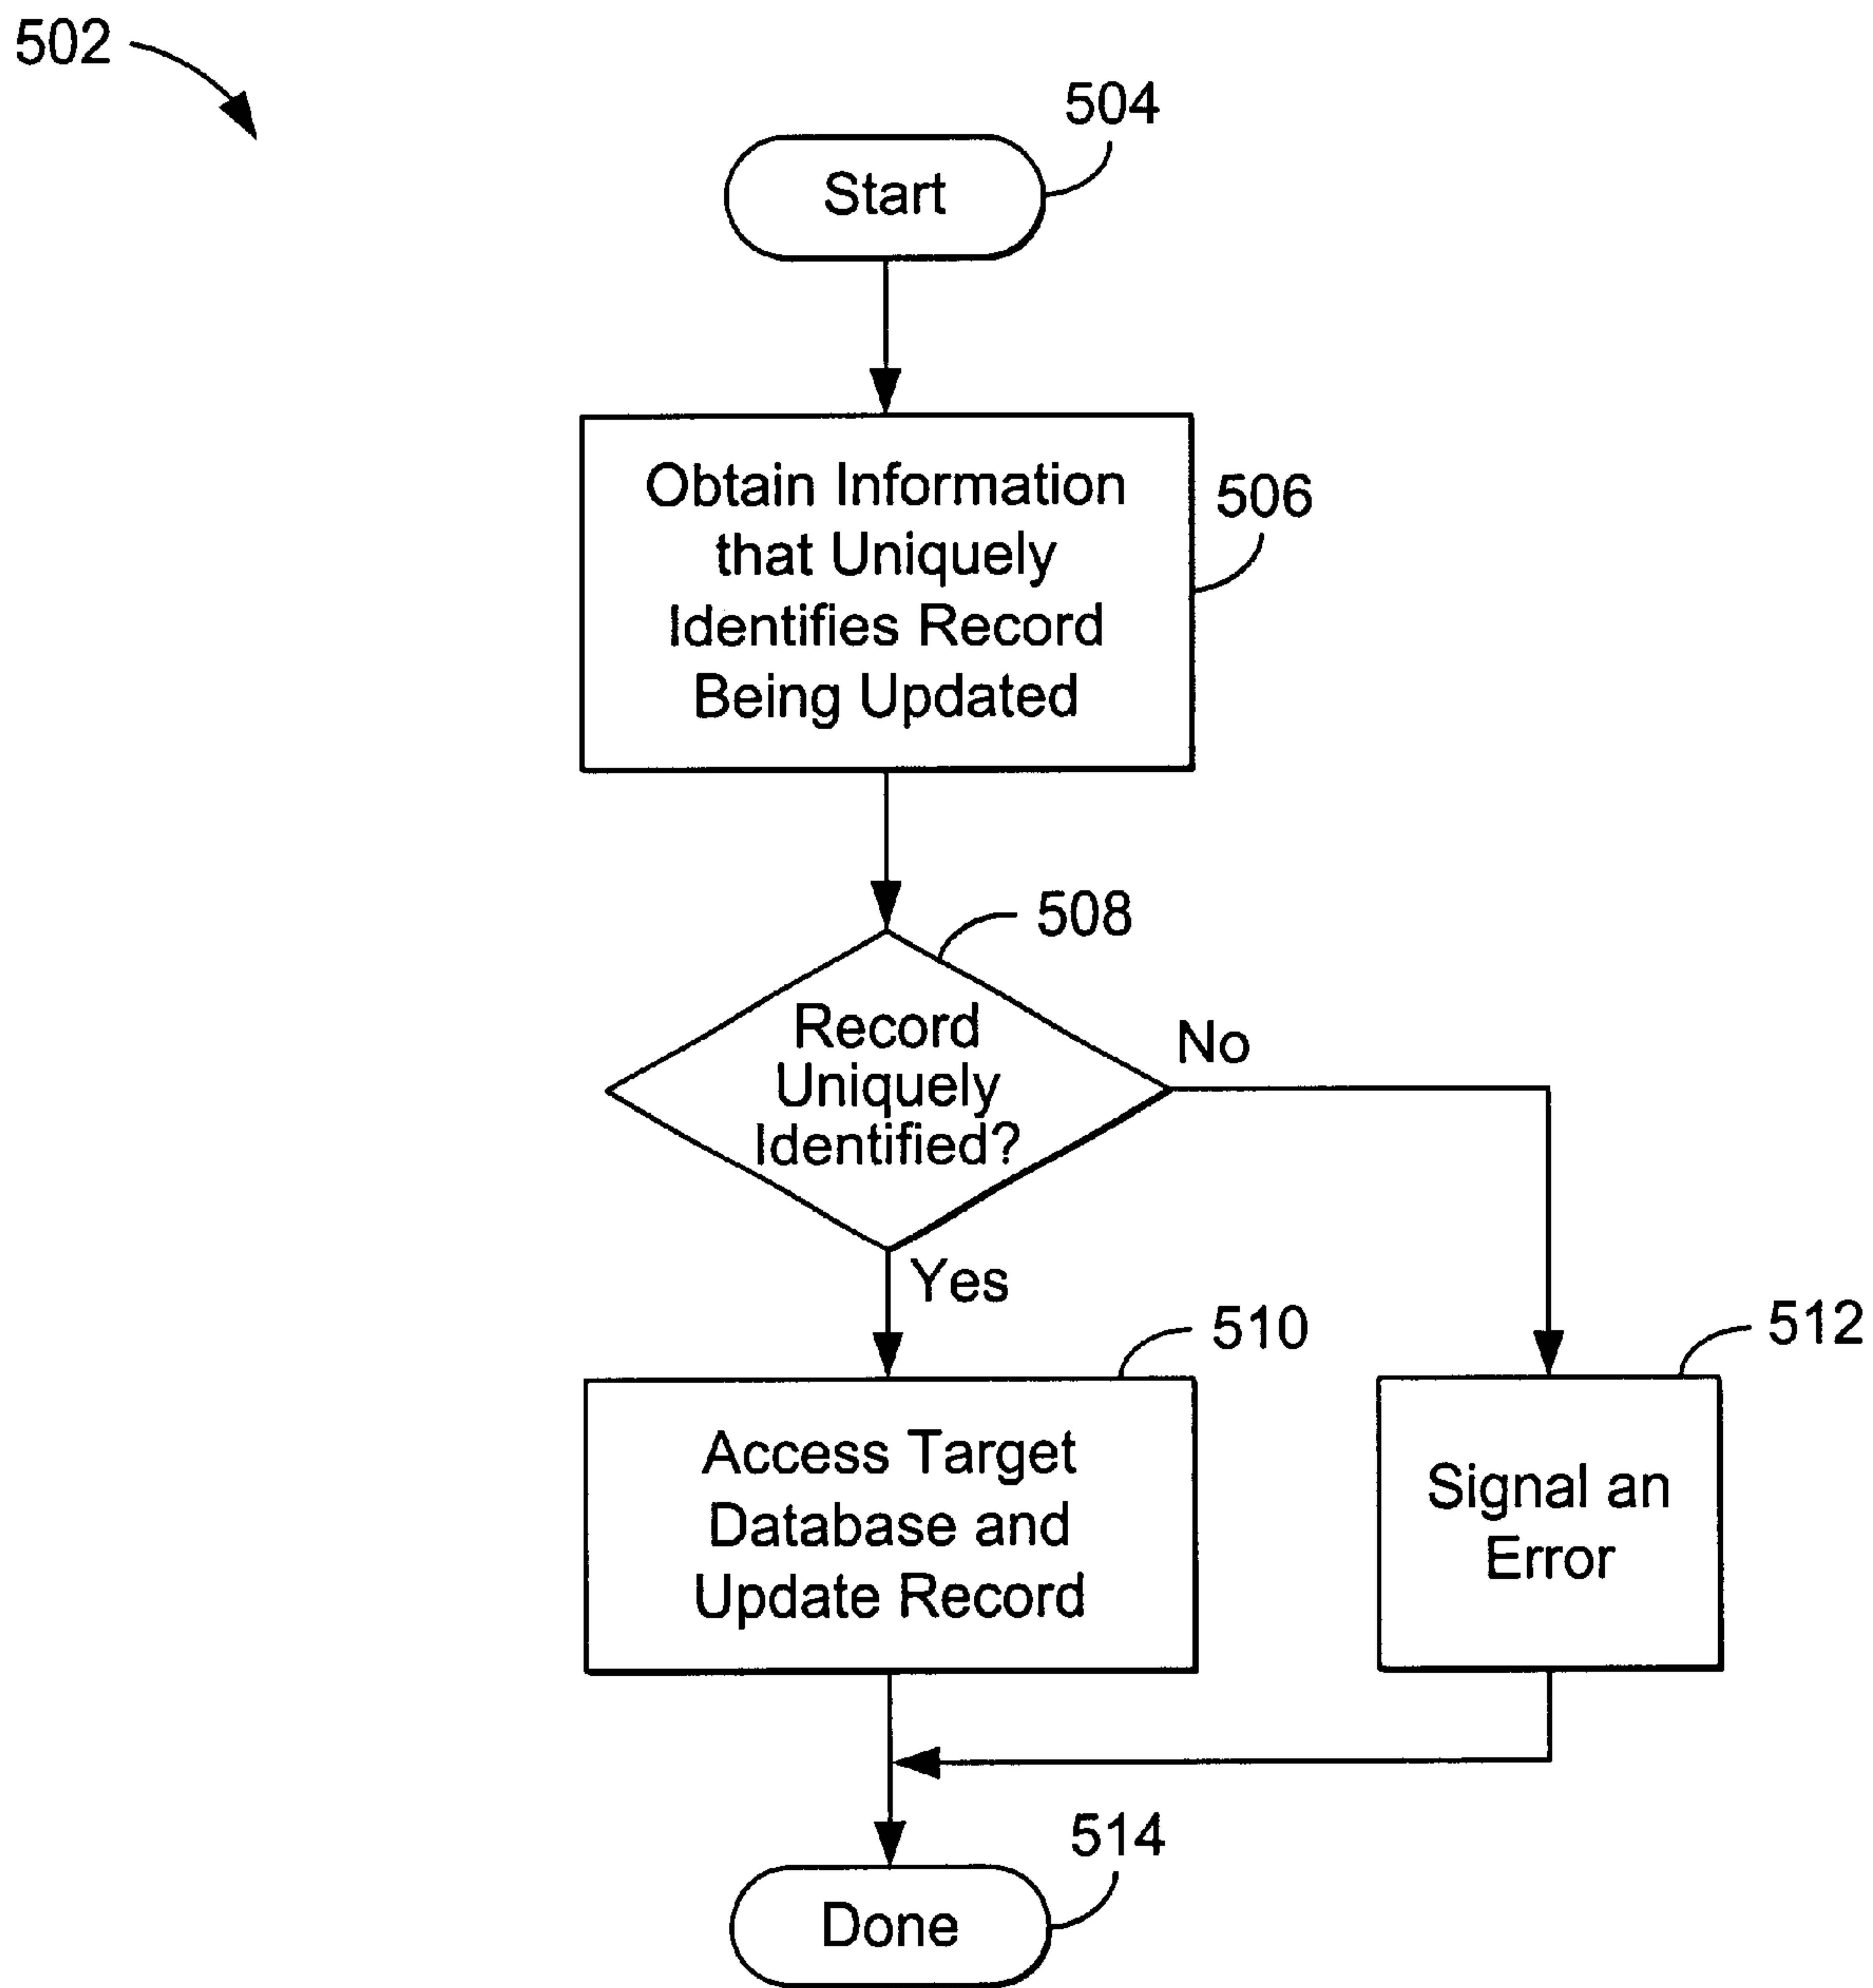 502
504
Start
Obtain Information
that Uniquely
Identifies Record
Being Updated
506
508
Record
Uniquely
Identified?
No
Yes
510
512
Access Target
Database and
Update Record
Signal an
Error
514
Done